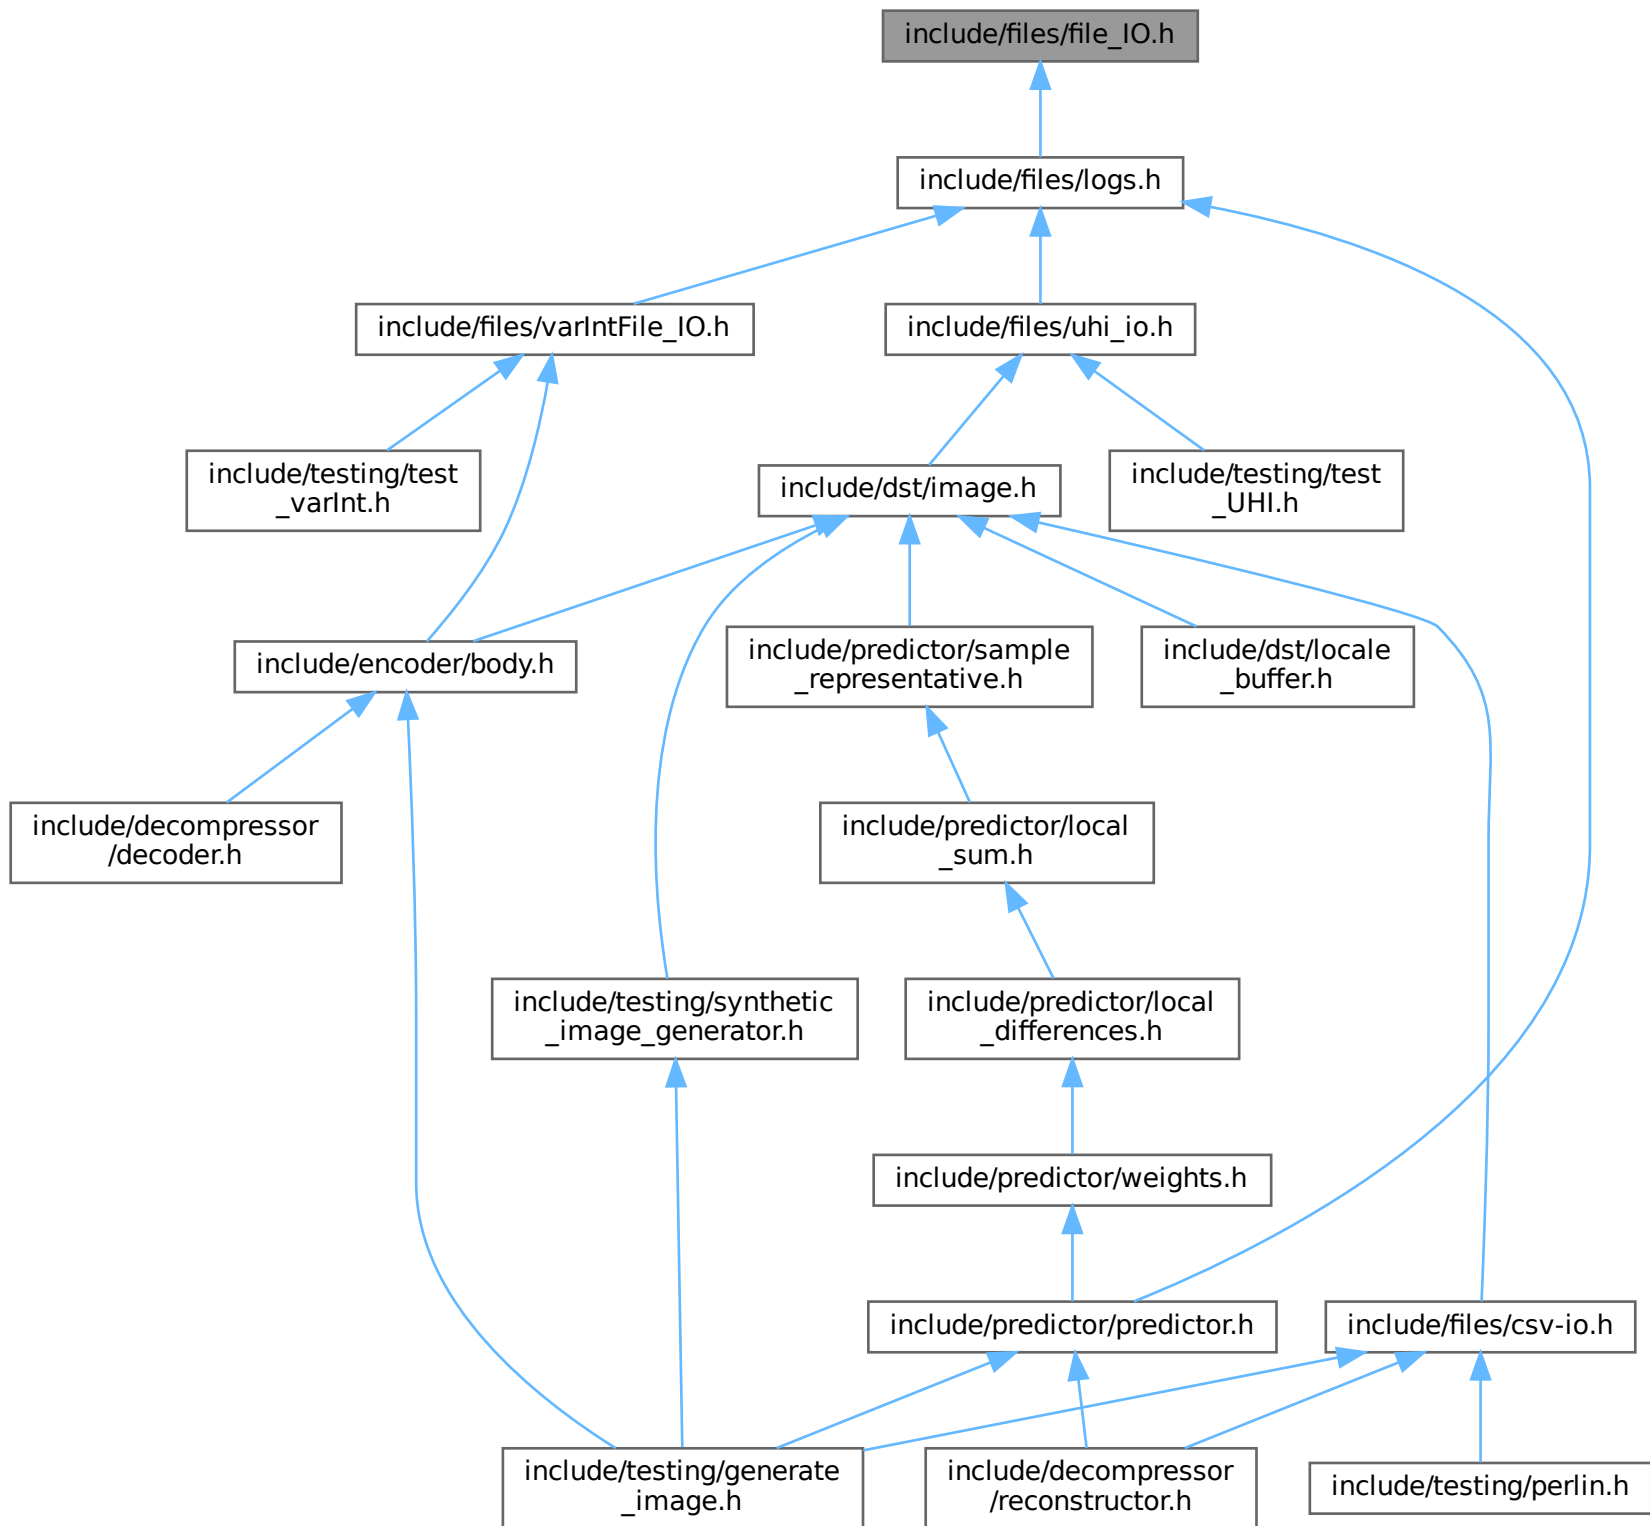 include/files/file_IO.h
include/files/logs.h
include/files/varIntFile_IO.h
include/files/uhi_io.h
include/testing/test
_varInt.h
include/dst/image.h
include/testing/test
_UHI.h
include/encoder/body.h
include/predictor/sample
_representative.h
include/dst/locale
_buffer.h
include/decompressor
/decoder.h
include/predictor/local
_sum.h
include/testing/synthetic
_image_generator.h
include/predictor/local
_differences.h
include/predictor/weights.h
include/predictor/predictor.h
include/files/csv-io.h
include/testing/generate
_image.h
include/decompressor
/reconstructor.h
include/testing/perlin.h